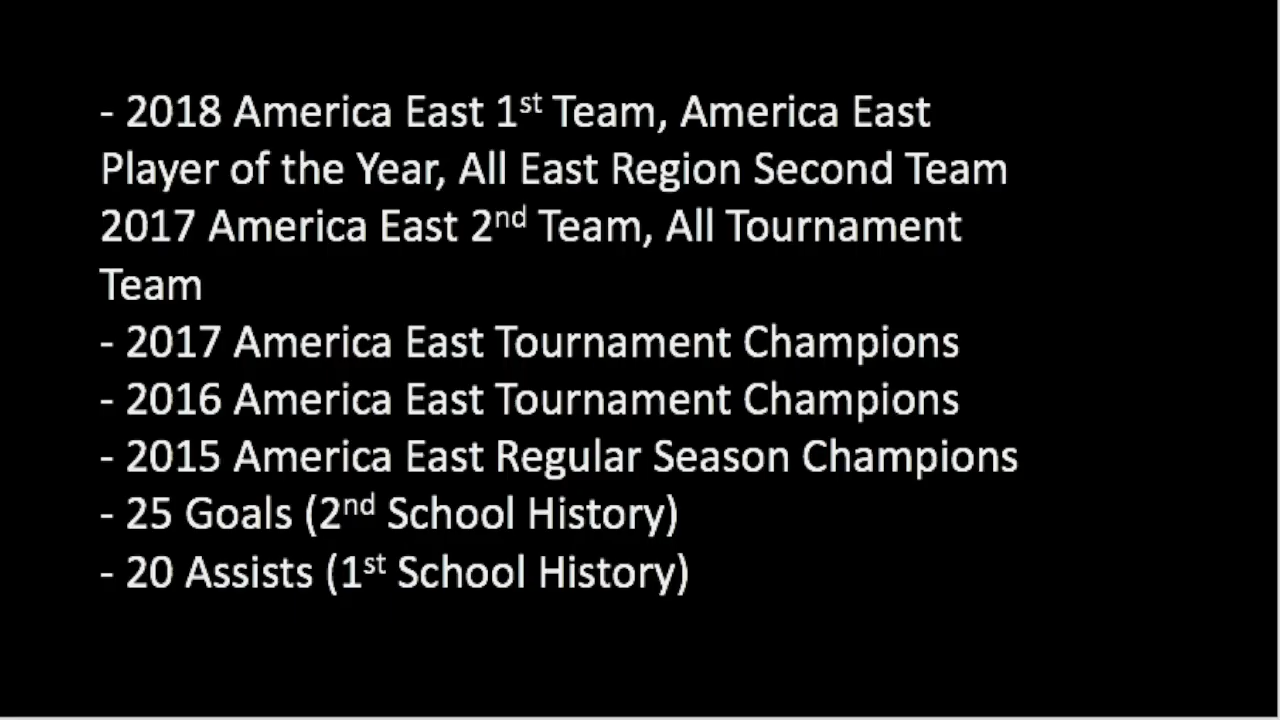 - 2018 America East 1st Team, America East
Player of the Year, All East Region Second Team
2017 America East 2nd Team, All Tournament
Team
- 2017 America East Tournament Champions
- 2016 America East Tournament Champions
- 2015 America East Regular Season Champions
- 25 Goals (2nd School History)
- 20 Assists (1st School History)